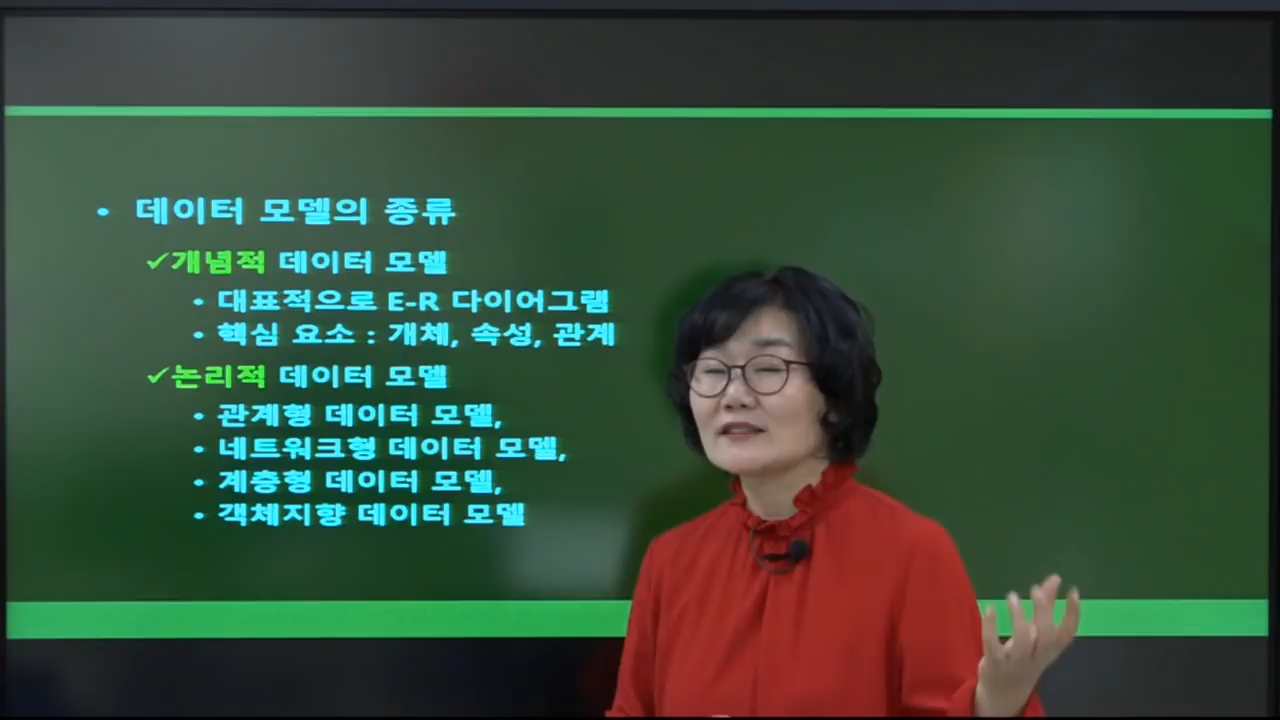 • 데이터 모델의 종류
✓개념적 데이터 모델
• 대표적으로 E-R 다이어그램
• 핵심 요소 : 개체, 속성, 관계
✓논리적 데이터 모델
• 관계형 데이터 모델,
• 네트워크형 데이터 모델,
• 계층형 데이터 모델,
• 객체지향 데이터 모델